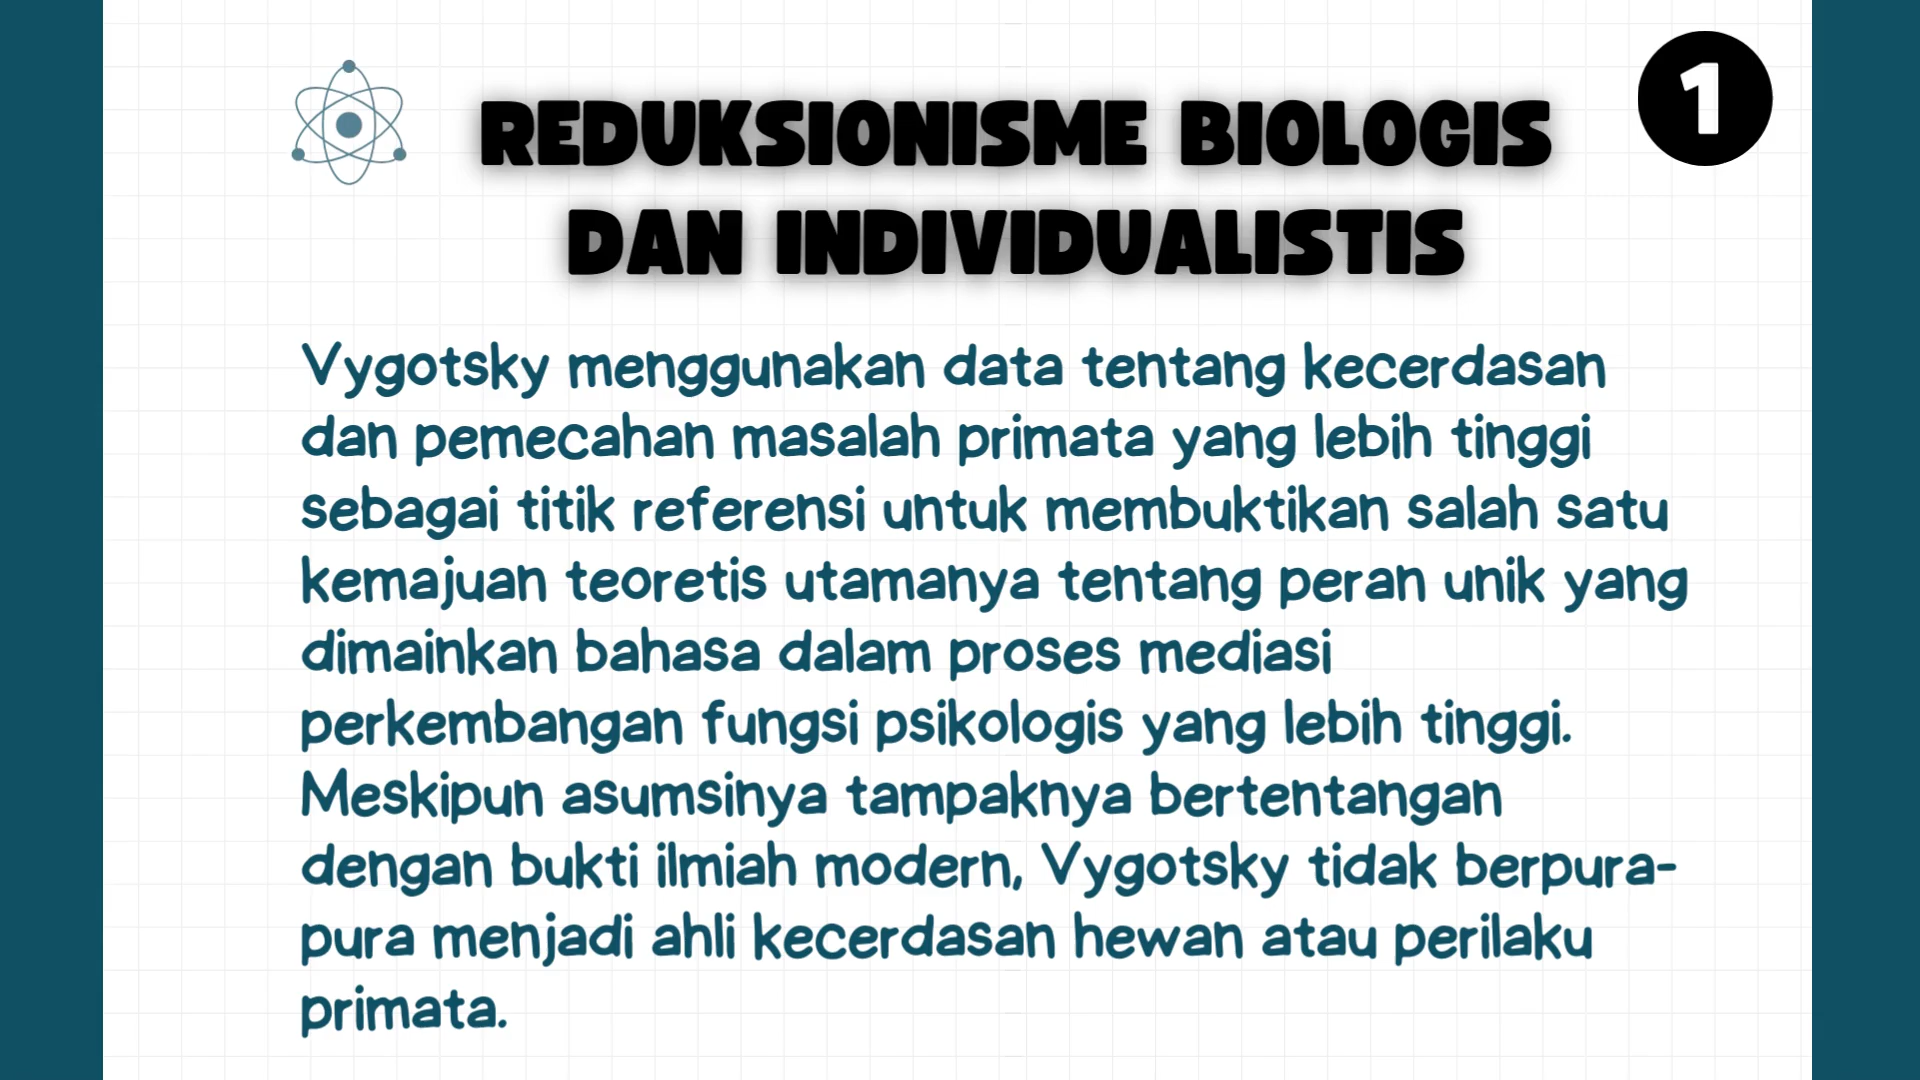 1
REDUKSIONISME BIOLOGIS
DAN INDIVIDUALISTIS
Vygotsky menggunakan data tentang kecerdasan
dan pemecahan masalah primata yang lebih tinggi
sebagai titik referensi untuk membuktikan salah satu
kemajuan teoretis utamanya tentang peran unik yang
dimainkan bahasa dalam proses mediasi
perkembangan fungsi psikologis yang lebih tinggi.
Meskipun asumsinya tampaknya bertentangan
dengan bukti ilmiah modern, Vygotsky tidak berpura-
pura menjadi ahli kecerdasan hewan atau perilaku
primata.